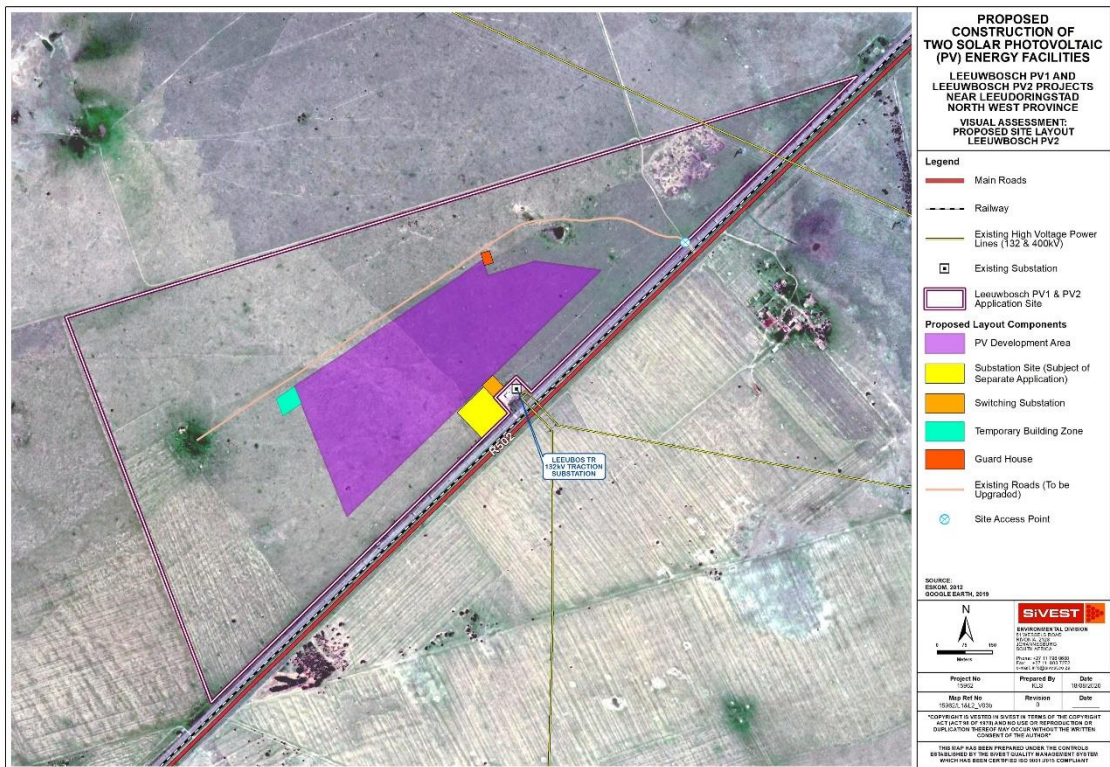 PROPOSED
CONSTRUCTION OF
TWO SOLAR PHOTOVOLTAIC
(PV) ENERGY FACILITIES
LEEUWBOSCH PV1 AND
LEEUWBOSCH PV2 PROJECTS
NEAR LEEUDORINGSTAD
NORTH WEST PROVINCE
VISUAL ASSESSMENT:
PROPOSED SITE LAYOUT
LEEUWBOSCH PV2
Legend
Main Roads
Railway
Existing High Voltage Power
Lines (132 & 400kV)
Existing Substation
Leeuwbosch PV1 & PV2
Application Site
Proposed Layout Components
PV Development Area
Substation Site (Subject of
Separate Application)
Switching Substation
Temporary Building Zone
Guard House
Existing Roads (To be
Upgraded)
Site Access Point
R502
LEEUBOS TR
132kV TRACTION
SUBSTATION
SOURCE:
ESKOM, 2012
GOOGLE EARTH, 2019
N
0 75 150
Meters
SiVEST
ENVIRONMENTAL DIVISION
SOUTH AFRICA
Project No
15962
Prepared By
KLS
Date
Map Ref No
Revision
0
Date
"COPYRIGHT IS VESTED IN SIVEST IN TERMS OF THE COPYRIGHT
ACT (ACT 98 OF 1978) AND NO USE OR REPRODUCTION OR
DUPLICATION THEREOF MAY OCCUR WITHOUT THE WRITTEN
CONSENT OF THE AUTHOR"
THIS MAP HAS BEEN PREPARED UNDER THE CONTROLS
ESTABLISHED BY THE SIVEST QUALITY MANAGEMENT SYSTEM
WHICH HAS BEEN CERTIFIED ISO 9001:2015 COMPLIANT